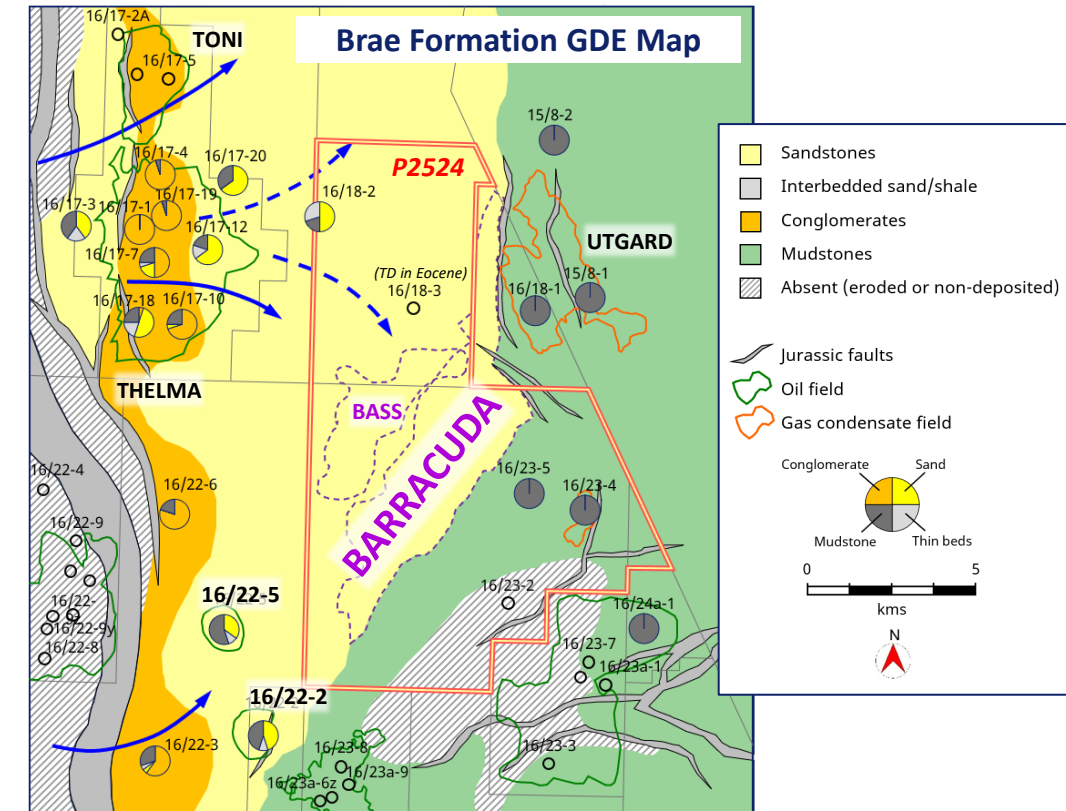 Brae Formation GDE Map
16/17-2A
TONI
16/17-5
15/8-2
16/17-4
16/17-20
P2524
16/17-19
16/18-2
16/17-3
16/17-1
16/17-12
UTGARD
16/17-7
(TD in Eocene)
16/18-3
15/8-1
16/18-1
16/17-18
16/17-10
THELMA
BASS
BARRACUDA
16/22-4
16/22-6
16/23-5
16/23-4
16/22-9
16/23-2
16/22-5
16/22-
16/24a-1
16/22-9y
16/22-8
16/23-7
16/23a-1
16/22-2
16/22-3
16/23-8
16/23-3
16/23a-9
16/23a-6z
Sandstones
Interbedded sand/shale
Conglomerates
Mudstones
Absent (eroded or non-deposited)
Jurassic faults
Oil field
Gas condensate field
Conglomerate
Sand
Mudstone
Thin beds
0
5
kms
N